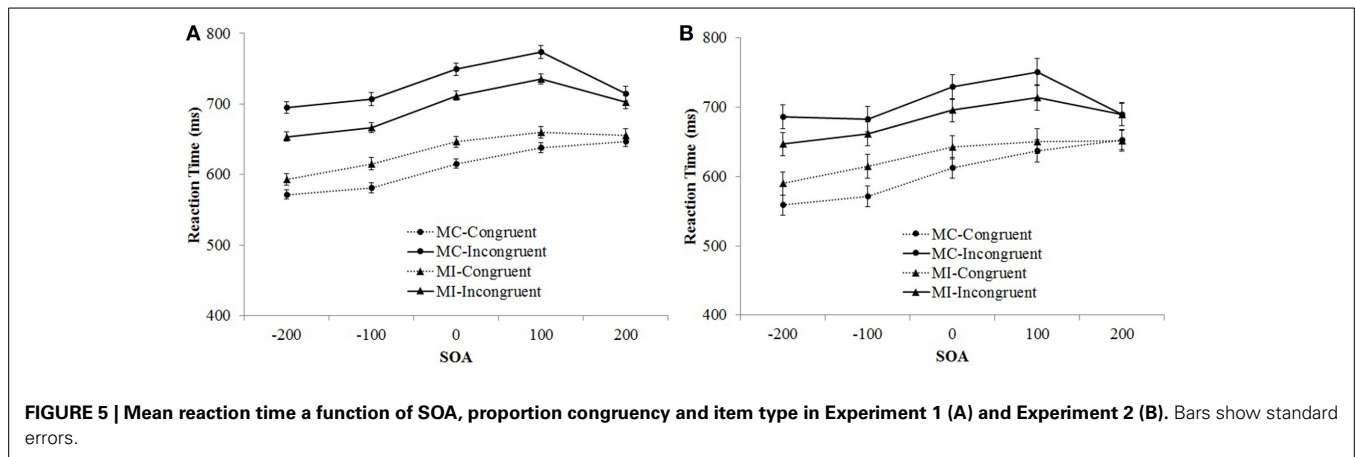 A
800
700
600
500
400
Reaction Time (ms)
MC-Congruent
MC-Incongruent
MI-Congruent
MI-Incongruent
-200 -100 0 100 200
SOA
B
800
700
600
500
400
Reaction Time (ms)
MC-Congruent
MC-Incongruent
MI-Congruent
MI-Incongruent
-200 -100 0 100 200
SOA
FIGURE 5 | Mean reaction time a function of SOA, proportion congruency and item type in Experiment 1 (A) and Experiment 2 (B). Bars show standard
errors.